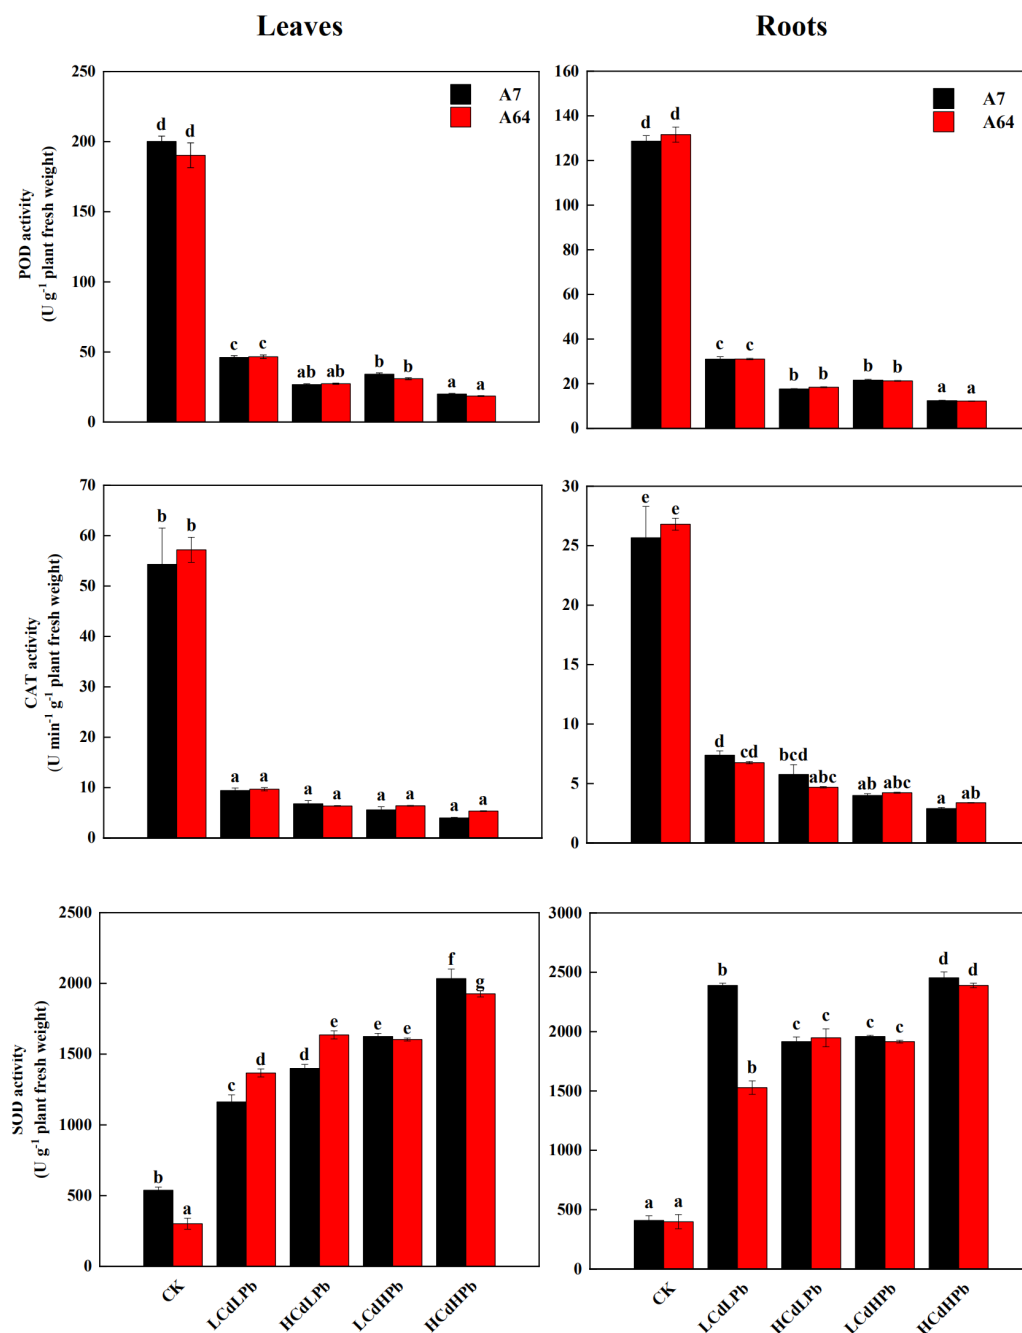 Leaves
Roots
POD activity
(U g⁻¹ plant fresh weight)
250
200
150
100
50
0
A7
A64
d d
c c
ab ab
b b
a a
160
140
120
100
80
60
40
20
0
A7
A64
d d
c c
b b
b b
a a
CAT activity
(U min⁻¹ g⁻¹ plant fresh weight)
70
60
50
40
30
20
10
0
b b
a a
a a
a a
a a
30
25
20
15
10
5
0
e e
d cd
bcd abc
ab abc
a ab
SOD activity
(U g⁻¹ plant fresh weight)
2500
2000
1500
1000
500
0
b a
c d
d e
e e
f g
CK
LCdLPb
HCdLPb
LCdHPb
HCdHPb
3000
2500
2000
1500
1000
500
0
a a
b b
c c
c c
d d
CK
LCdLPb
HCdLPb
LCdHPb
HCdHPb